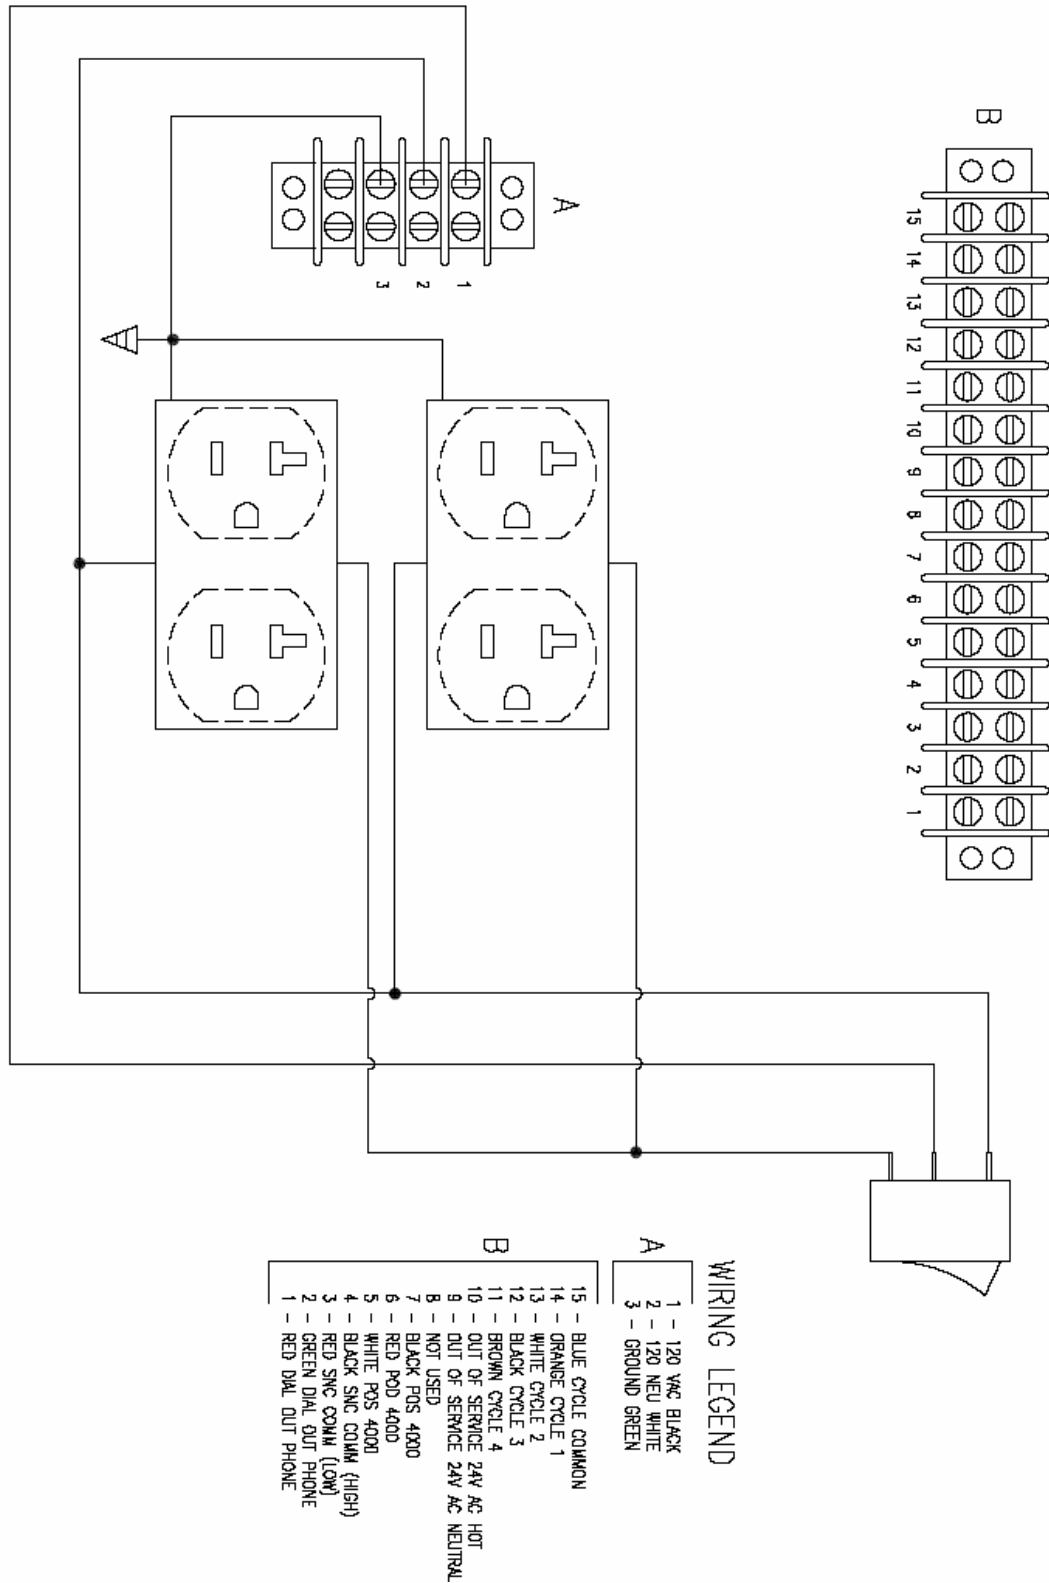 B
15
14
13
12
11
10
9
8
7
6
5
4
3
2
1
A
3
2
1
WIRING LEGEND
A
1 - 120 VAC BLACK
2 - 120 NEU WHITE
3 - GROUND GREEN
B
15 - BLUE CYCLE COMMON
14 - ORANGE CYCLE 1
13 - WHITE CYCLE 2
12 - BLACK CYCLE 3
11 - BROWN CYCLE 4
10 - OUT OF SERVICE 24V AC HOT
9 - OUT OF SERVICE 24V AC NEUTRAL
8 - NOT USED
7 - BLACK POS 4000
6 - RED POD 4000
5 - WHITE POS 4000
4 - BLACK SNC COMM (HIGH)
3 - RED SNC COMM (LOW)
2 - GREEN DIAL OUT PHONE
1 - RED DIAL OUT PHONE